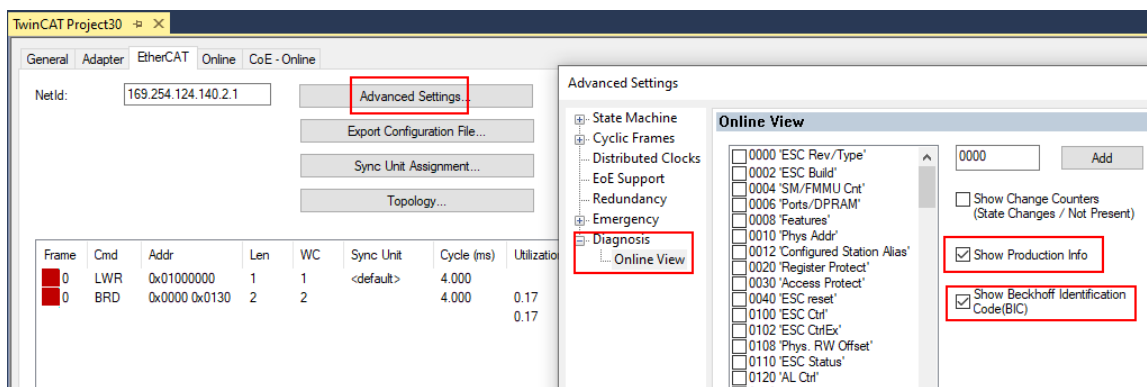 TwinCAT Project30
General Adapter EtherCAT Online CoE - Online
NetId: 169.254.124.140.2.1
Advanced Settings...
Export Configuration File...
Sync Unit Assignment...
Topology...
Frame Cmd Addr Len WC Sync Unit Cycle (ms) Utilizatio
0 LWR 0x01000000 1 1 <default> 4.000
0 BRD 0x0000 0x0130 2 2 4.000 0.17
0.17
Advanced Settings
State Machine
Cyclic Frames
Distributed Clocks
EoE Support
Redundancy
Emergency
Diagnosis
Online View
Online View
0000 'ESC Rev/Type'
0002 'ESC Build'
0004 'SM/FMMU Cnt'
0006 'Ports/DPRAM'
0008 'Features'
0010 'Phys Addr'
0012 'Configured Station Alias'
0020 'Register Protect'
0030 'Access Protect'
0040 'ESC reset'
0100 'ESC Ctrl'
0102 'ESC CtrlEx'
0108 'Phys. RW Offset'
0110 'ESC Status'
0120 'AL Ctrl'
0000 Add
Show Change Counters
(State Changes / Not Present)
Show Production Info
Show Beckhoff Identification
Code(BIC)